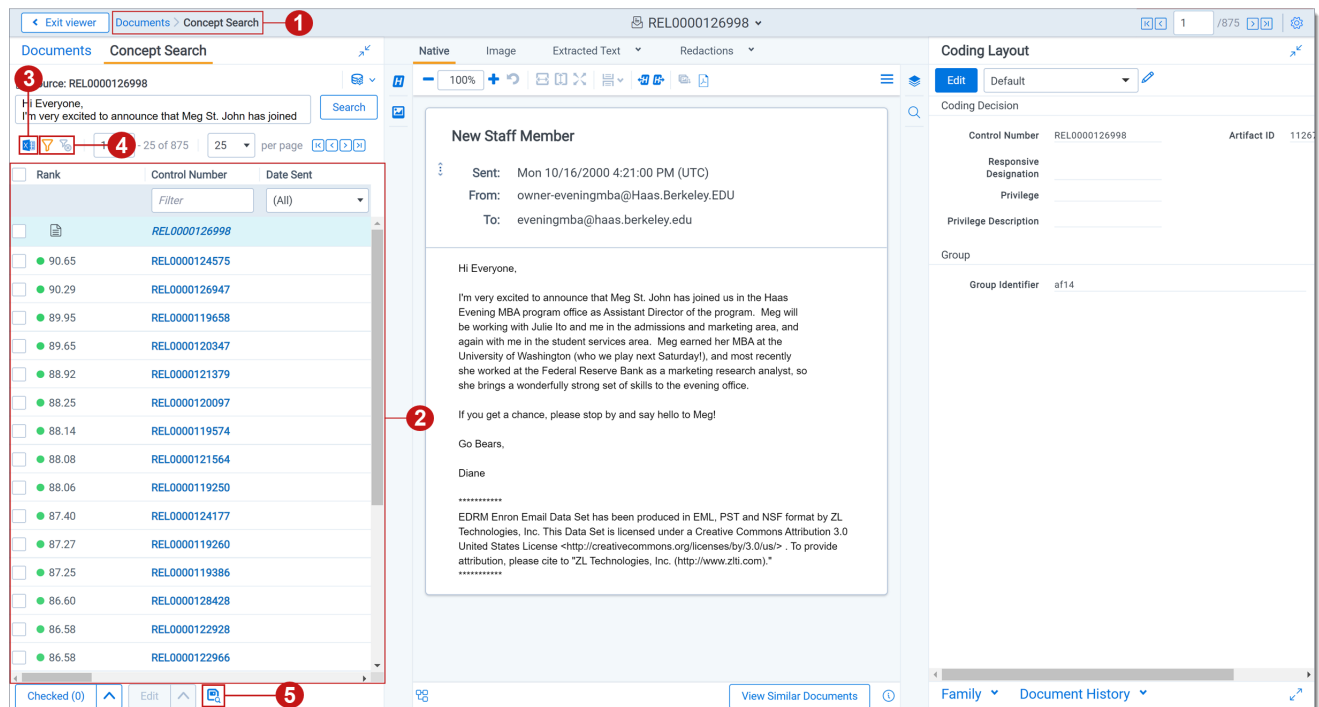 Exit viewer
Documents > Concept Search
1
REL0000126998
1 /875
Documents Concept Search
3
ource: REL0000126998
Hi Everyone,
I'm very excited to announce that Meg St. John has joined
Search
4
1 - 25 of 875 25 per page
Rank Control Number Date Sent
Filter (All)
REL0000126998
90.65 REL0000124575
90.29 REL0000126947
89.95 REL0000119658
89.65 REL0000120347
88.92 REL0000121379
88.25 REL0000120097
88.14 REL0000119574
88.08 REL0000121564
88.06 REL0000119250
87.40 REL0000124177
87.27 REL0000119260
87.25 REL0000119386
86.60 REL0000128428
86.58 REL0000122928
86.58 REL0000122966
2
Checked (0) Edit
5
Native Image Extracted Text Redactions
100%
New Staff Member
Sent: Mon 10/16/2000 4:21:00 PM (UTC)
From: owner-eveningmba@Haas.Berkeley.EDU
To: eveningmba@haas.berkeley.edu
Hi Everyone,
I'm very excited to announce that Meg St. John has joined us in the Haas
Evening MBA program office as Assistant Director of the program. Meg will
be working with Julie Ito and me in the admissions and marketing area, and
again with me in the student services area. Meg earned her MBA at the
University of Washington (who we play next Saturday!), and most recently
she worked at the Federal Reserve Bank as a marketing research analyst, so
she brings a wonderfully strong set of skills to the evening office.
If you get a chance, please stop by and say hello to Meg!
Go Bears,
Diane
***********
EDRM Enron Email Data Set has been produced in EML, PST and NSF format by ZL
Technologies, Inc. This Data Set is licensed under a Creative Commons Attribution 3.0
United States License <http://creativecommons.org/licenses/by/3.0/us/> . To provide
attribution, please cite to "ZL Technologies, Inc. (http://www.zlti.com)."
***********
View Similar Documents
Coding Layout
Edit Default
Coding Decision
Control Number REL0000126998 Artifact ID 11267
Responsive
Designation
Privilege
Privilege Description
Group
Group Identifier af14
Family Document History